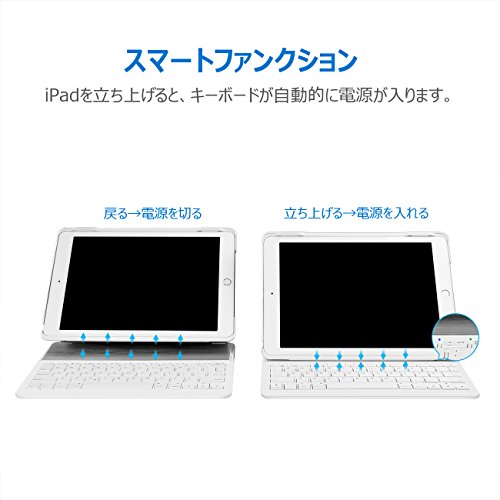 スマートファンクション
iPadを立ち上げると、キーボードが自動的に電源が入ります。
戻る→電源を切る
立ち上げる→電源を入れる